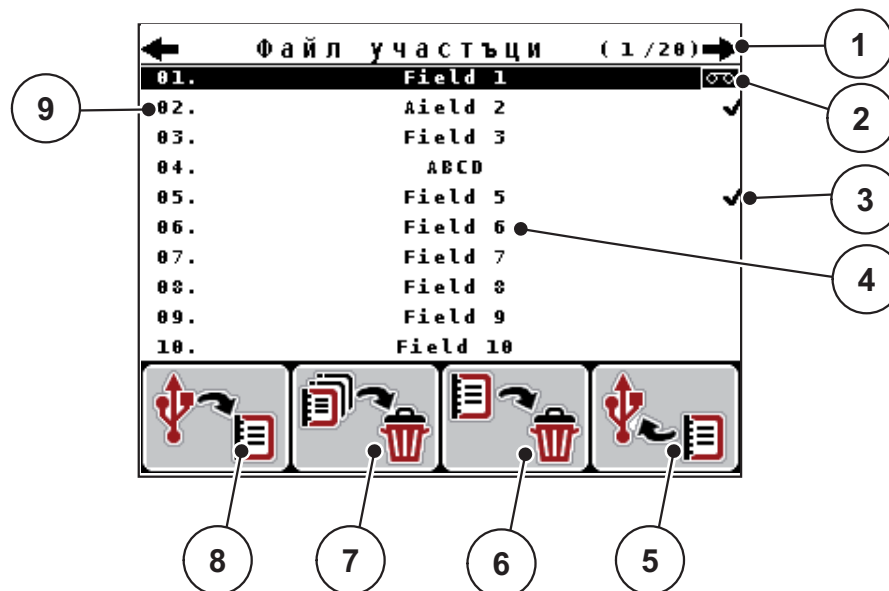 Файл участъци (1/20)
01. Field 1
02. Aield 2
03. Field 3
04. ABCD
05. Field 5
06. Field 6
07. Field 7
08. Field 8
09. Field 9
10. Field 10
1
2
3
4
5
6
7
8
9